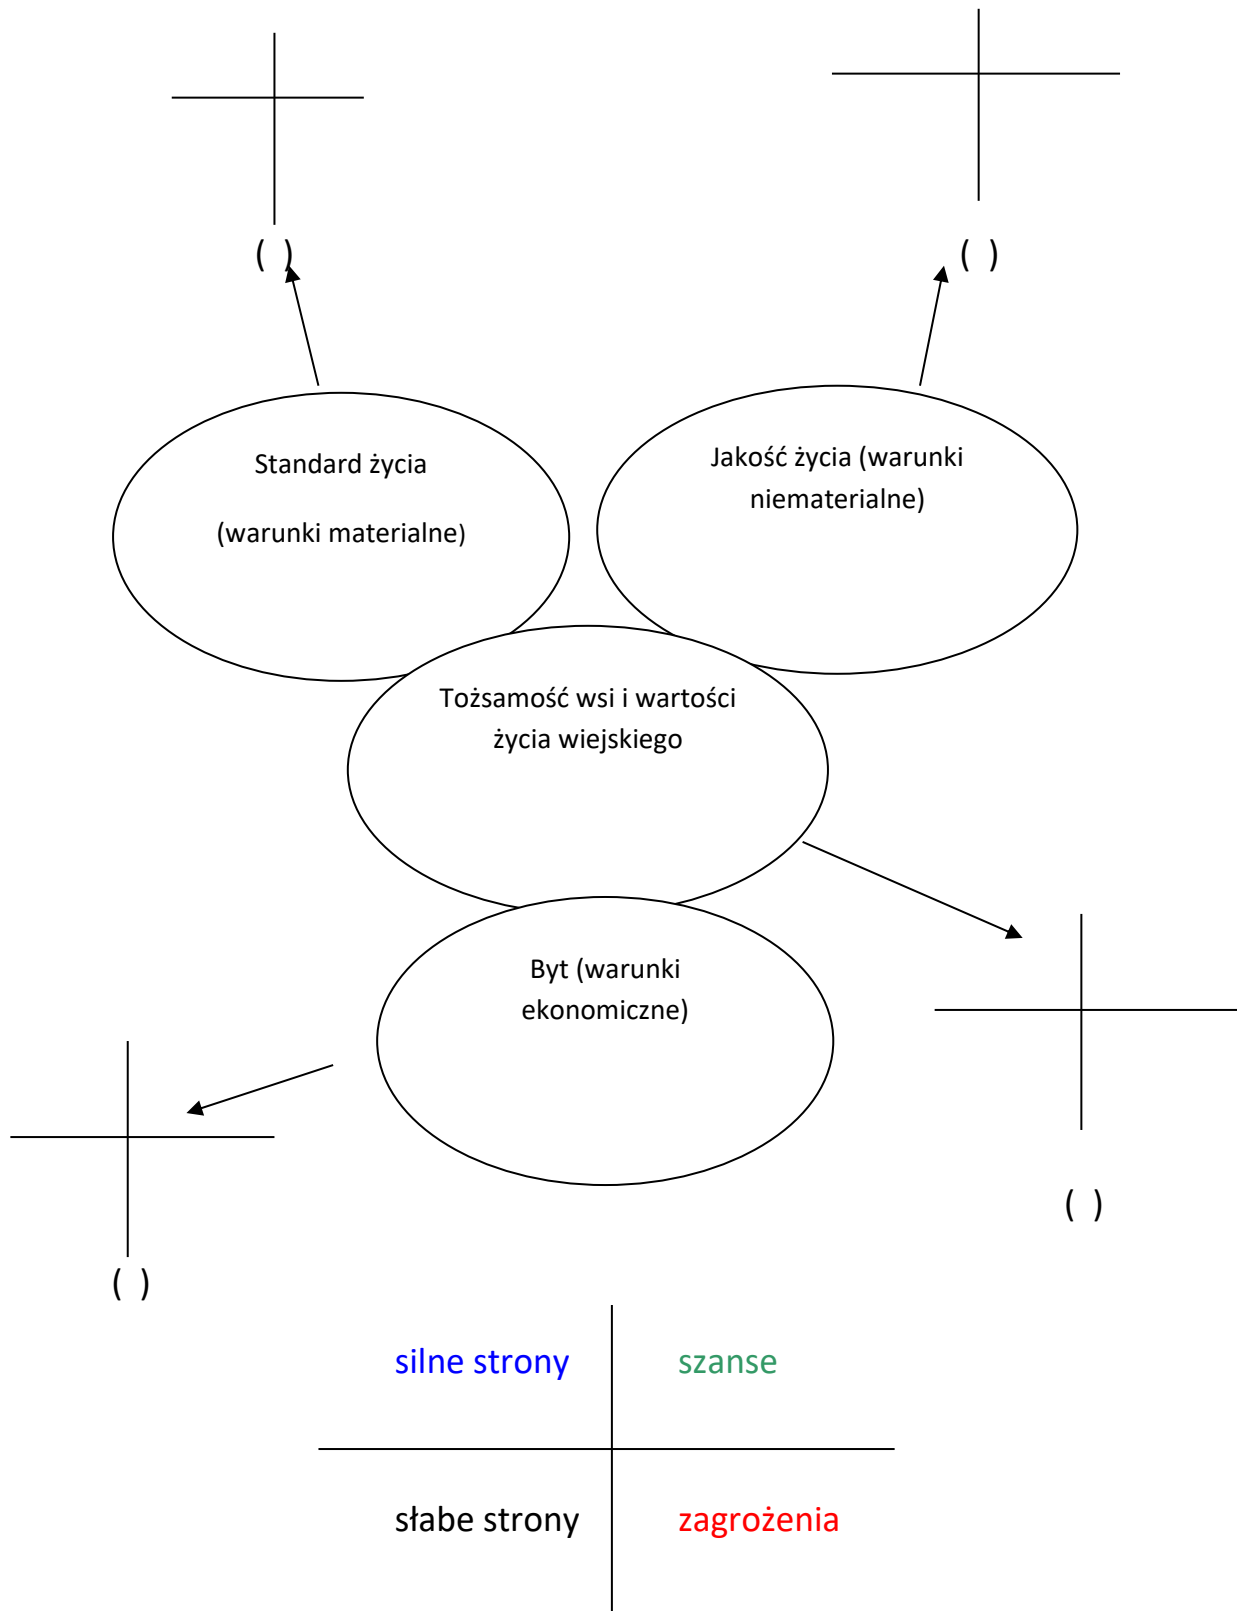 ( )
( )
Standard życia
(warunki materialne)
Jakość życia (warunki
niematerialne)
Tożsamość wsi i wartości
życia wiejskiego
Byt (warunki
ekonomiczne)
( )
( )
silne strony
szanse
słabe strony
zagrożenia